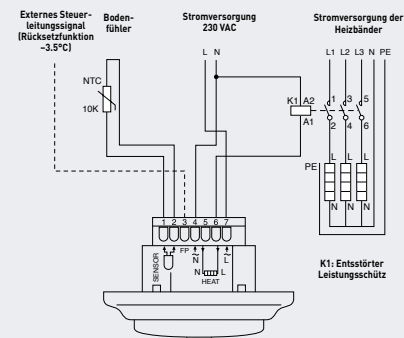 Externes Steuer-
leitungssignal
(Rücksetzfunktion
–3.5°C)
Boden-
fühler
Stromversorgung
230 VAC
Stromversorgung der
Heizbänder
L N
L1 L2 L3 N PE
NTC
10K
K1 A2
A1
1 3 5
2 4 6
PE
L L L
N N N
1 2 3 4 5 6 7
SENSOR
FP
N L
N L
HEAT
K1: Entstörter
Leistungsschütz